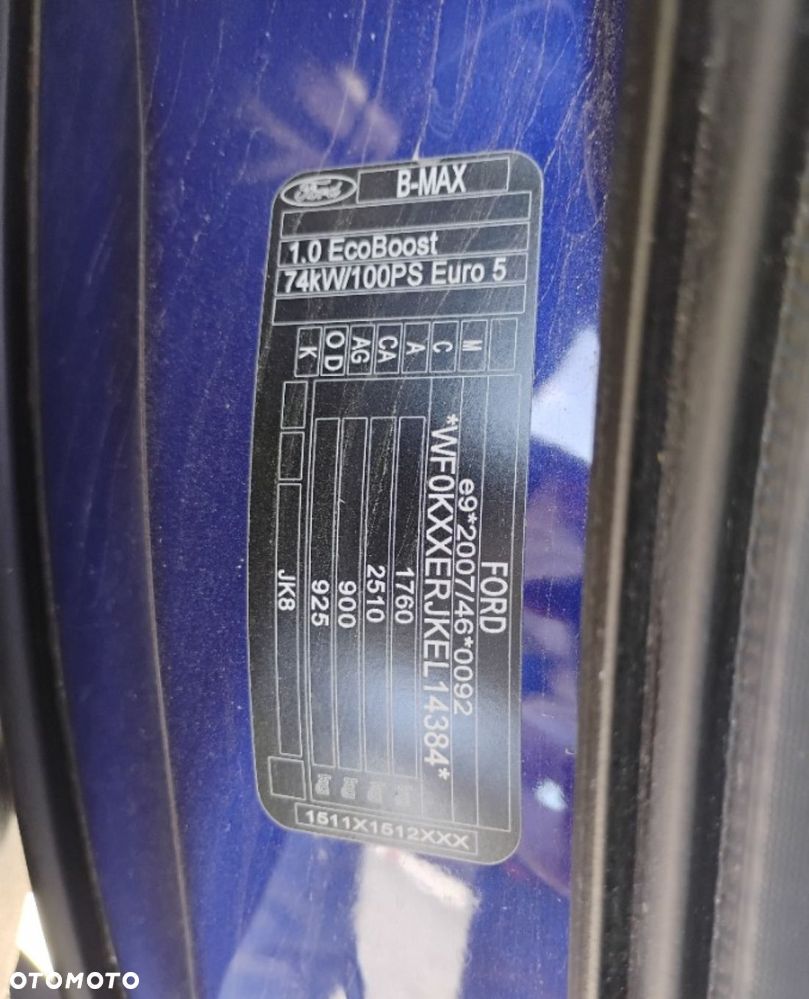 Ford
B-MAX
1.0 EcoBoost
74kW/100PS Euro 5
M
C
A
CA
AG
O D
K
FORD
e9*2007/46*0092
*WF0KXXERJKEL14384*
1760
2510
900
925
JK8
1511X1512XXX
OTOMOTO